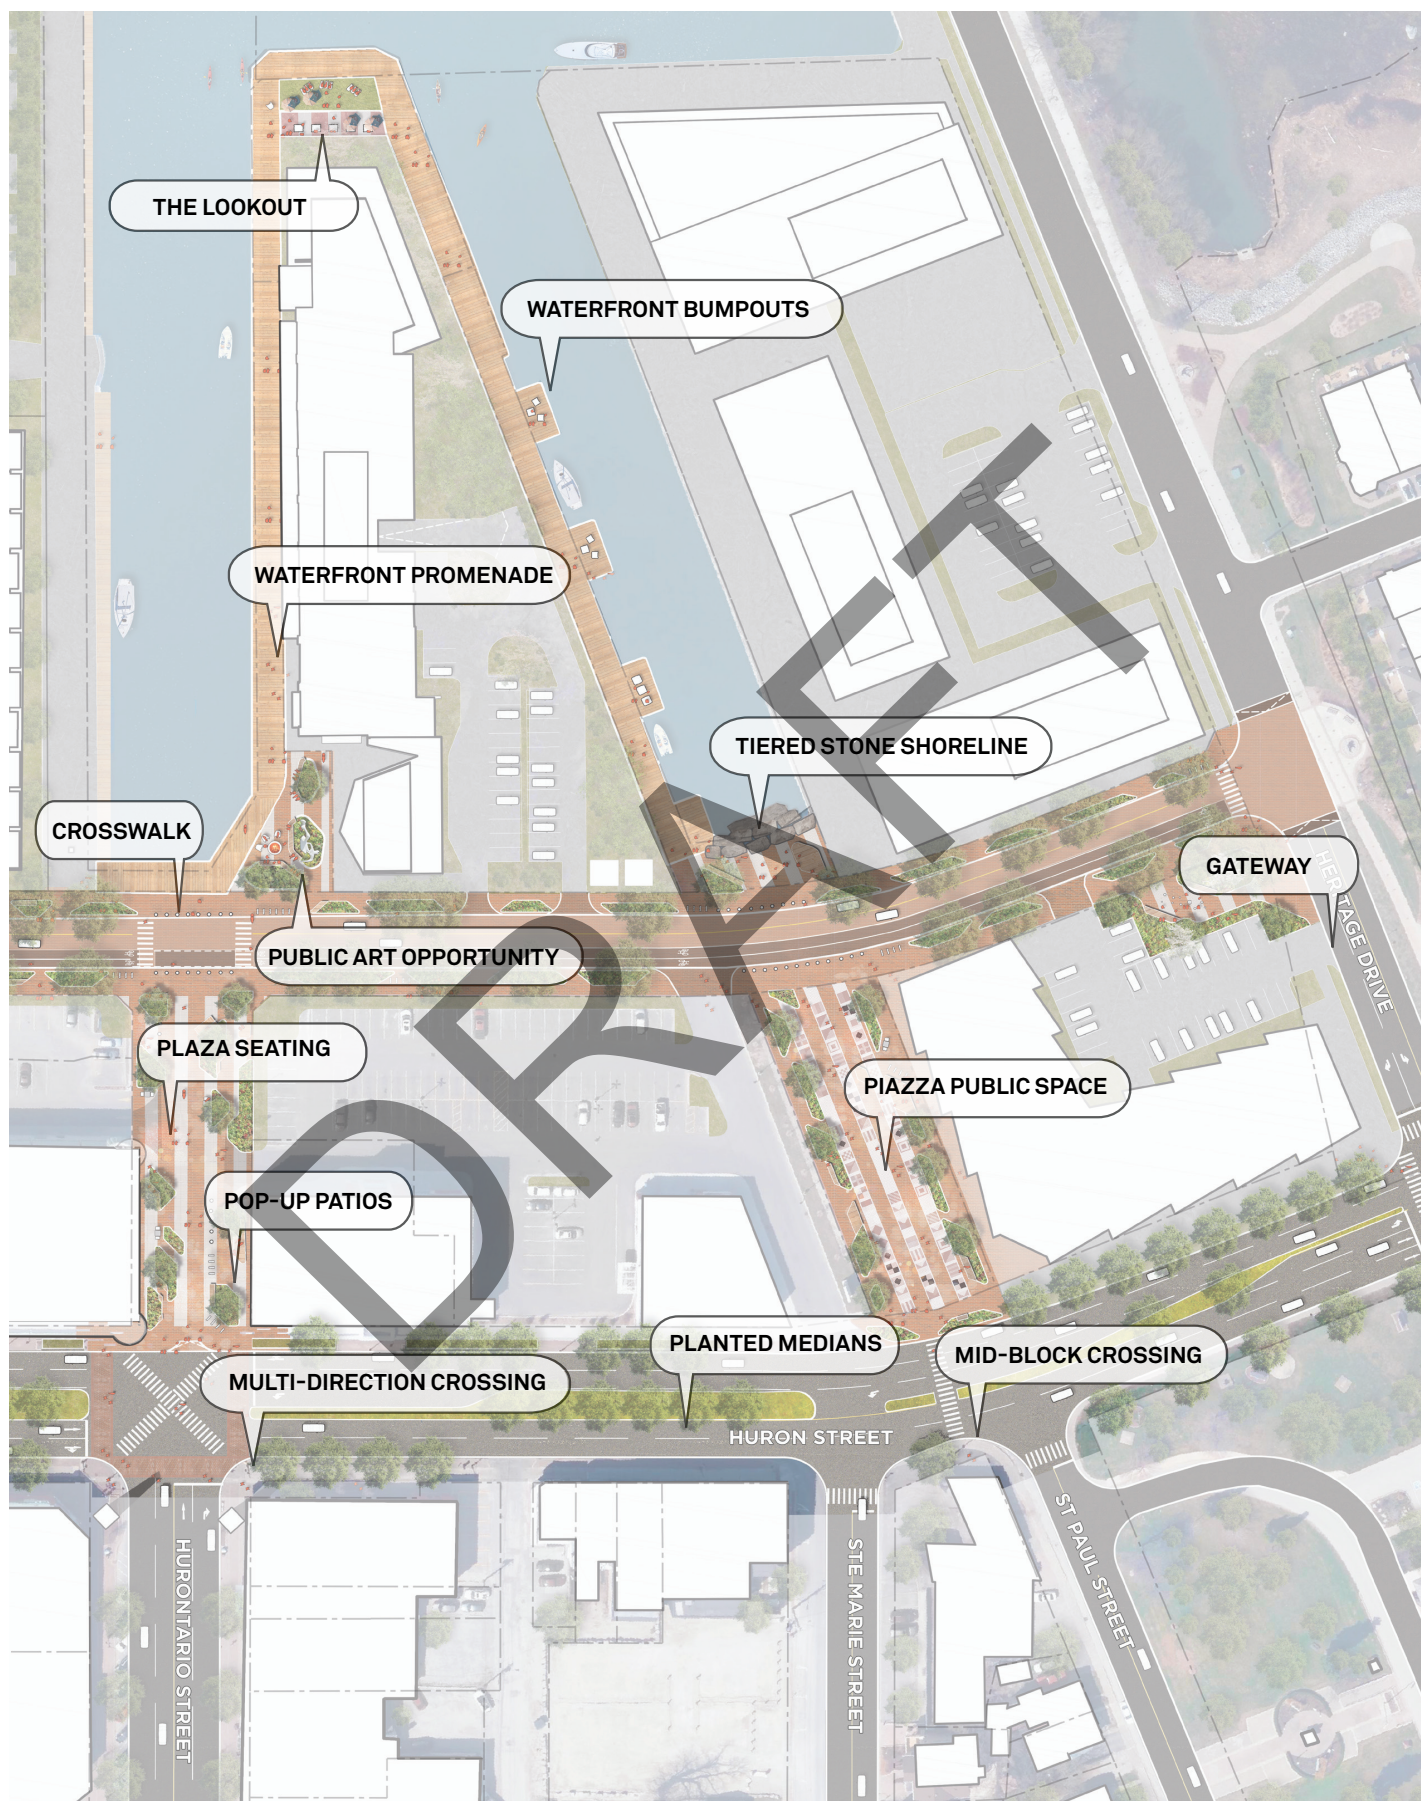 THE LOOKOUT
WATERFRONT BUMPOUTS
WATERFRONT PROMENADE
TIERED STONE SHORELINE
CROSSWALK
GATEWAY
HERITAGE DRIVE
PUBLIC ART OPPORTUNITY
PLAZA SEATING
PIAZZA PUBLIC SPACE
POP-UP PATIOS
PLANTED MEDIANS
MID-BLOCK CROSSING
MULTI-DIRECTION CROSSING
HURON STREET
HURONTARIO STREET
STE MARIE STREET
ST PAUL STREET
DRAFT